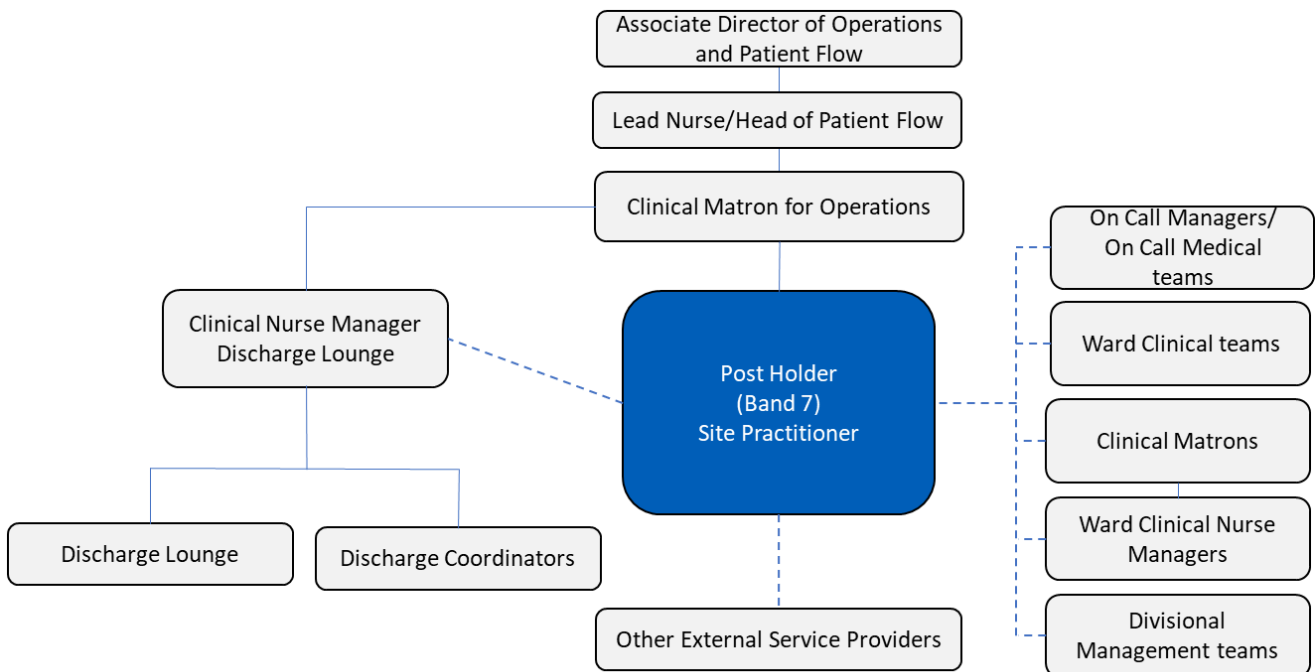 Associate Director of Operations
and Patient Flow
Lead Nurse/Head of Patient Flow
Clinical Matron for Operations
Clinical Nurse Manager
Discharge Lounge
Discharge Lounge
Discharge Coordinators
Post Holder
(Band 7)
Site Practitioner
Other External Service Providers
On Call Managers/
On Call Medical
teams
Ward Clinical teams
Clinical Matrons
Ward Clinical Nurse
Managers
Divisional
Management teams